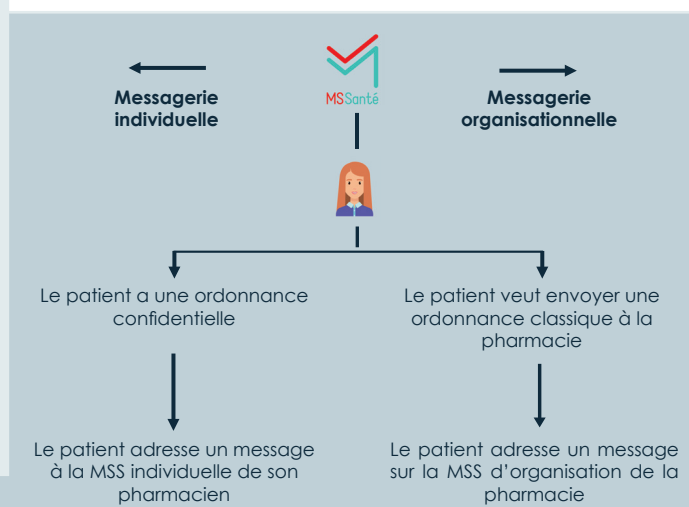 Messagerie
individuelle
MSSanté
Messagerie
organisationnelle
Le patient a une ordonnance
confidentielle
Le patient veut envoyer une
ordonnance classique à la
pharmacie
Le patient adresse un message
à la MSS individuelle de son
pharmacien
Le patient adresse un message
sur la MSS d'organisation de la
pharmacie